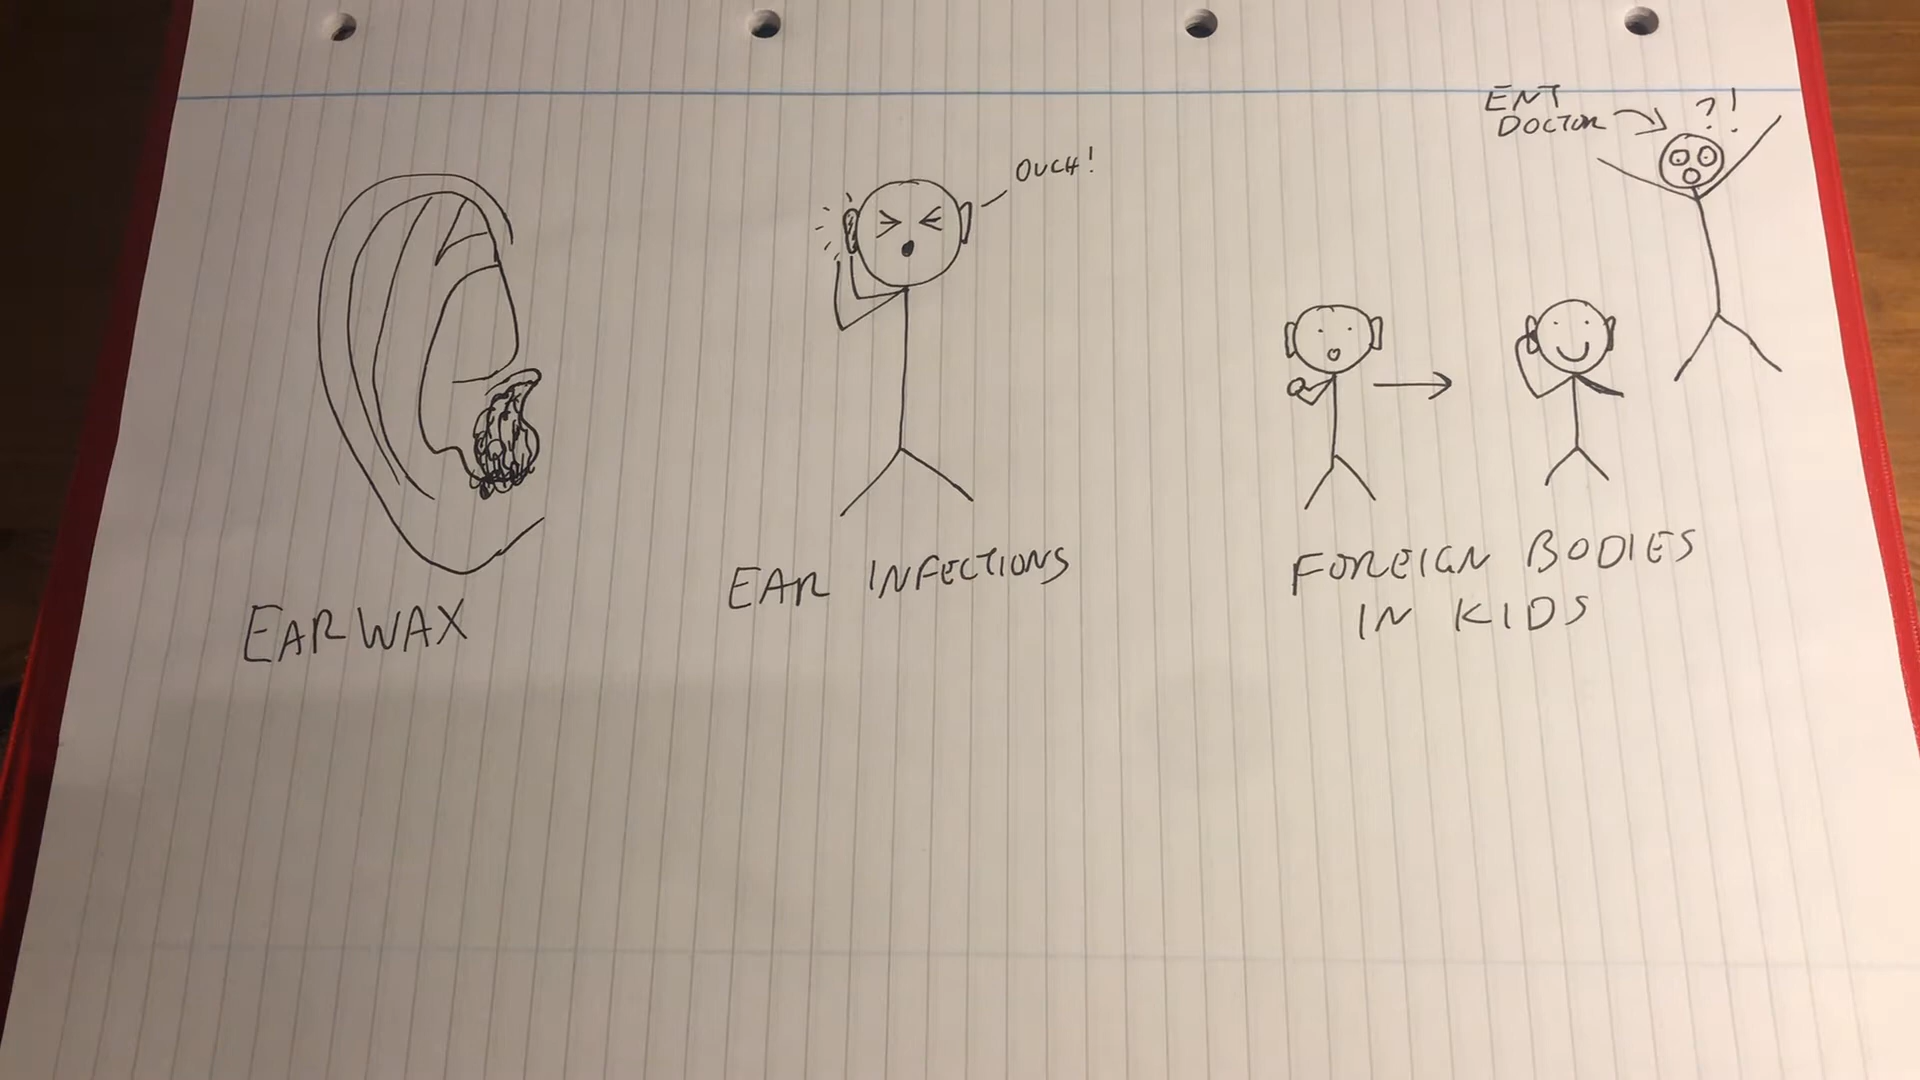 EARWAX
OUCH!
EAR INFECTIONS
ENT
DOCTOR
?!
FOREIGN BODIES
IN KIDS